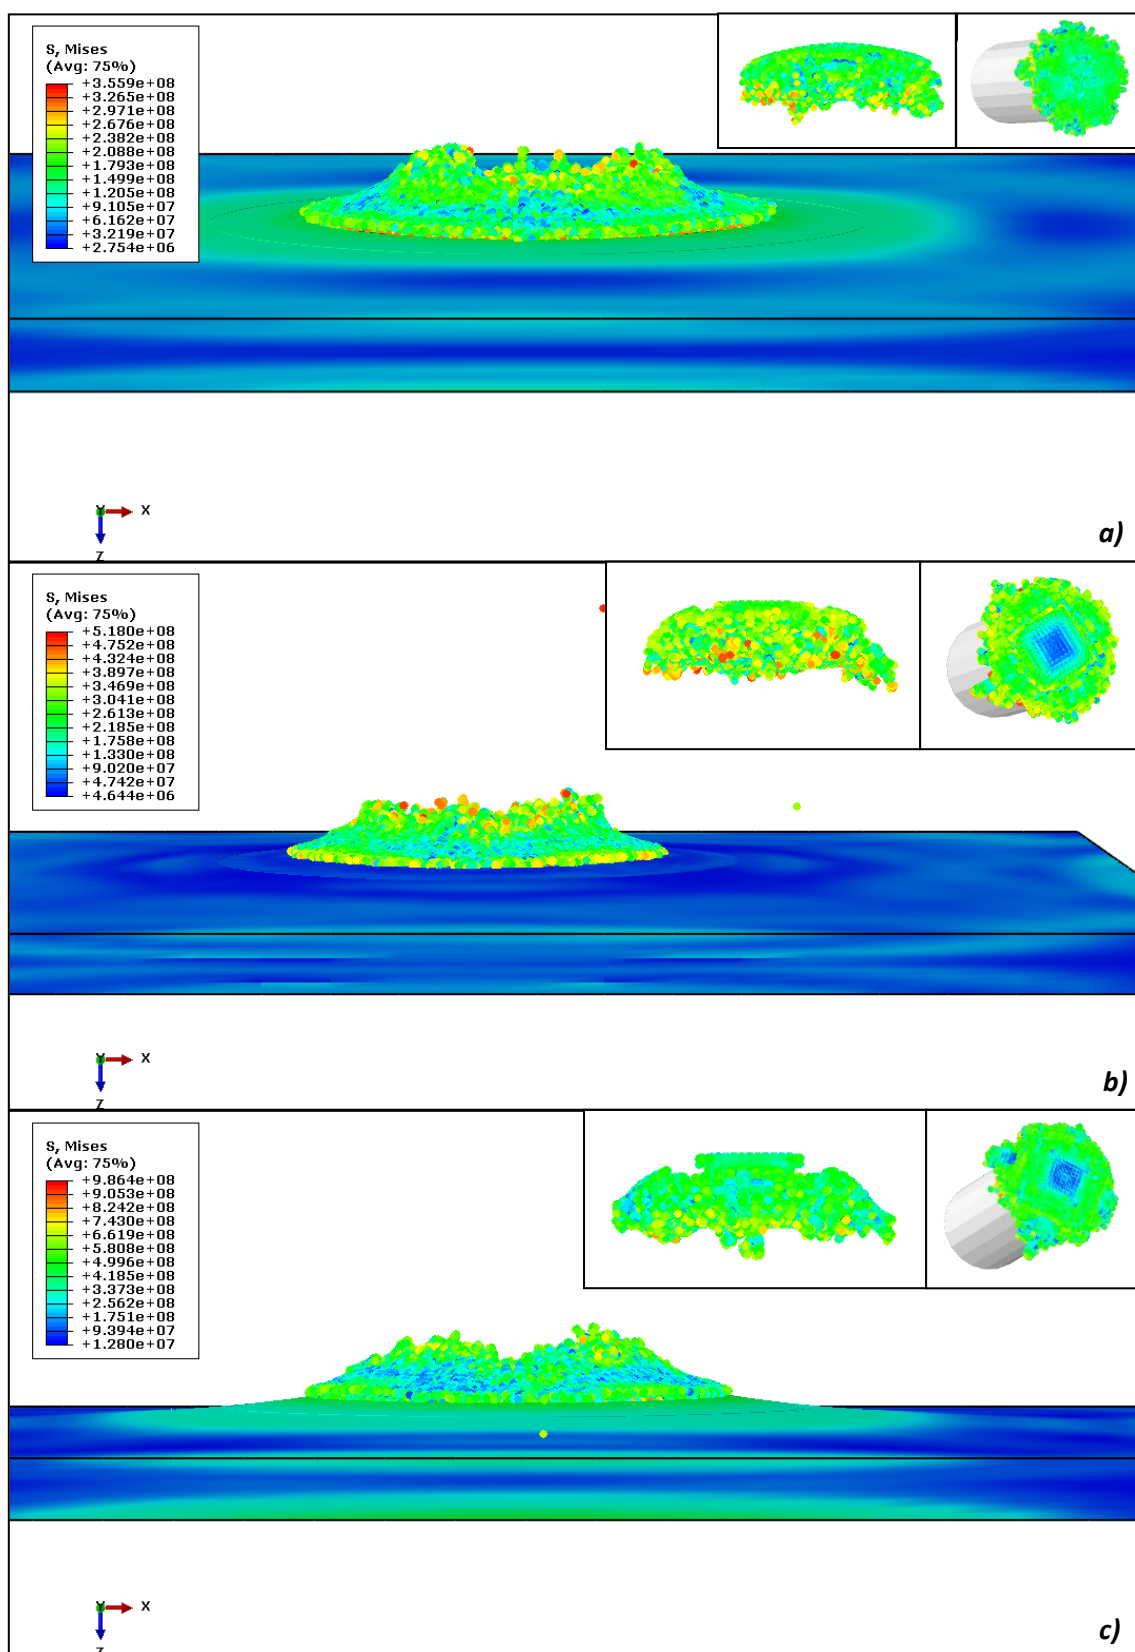 S, Mises
(Avg: 75%)
+3.559e+08
+3.265e+08
+2.971e+08
+2.676e+08
+2.382e+08
+2.088e+08
+1.793e+08
+1.499e+08
+1.205e+08
+9.105e+07
+6.162e+07
+3.219e+07
+2.754e+06
Y X
Z
a)
S, Mises
(Avg: 75%)
+5.180e+08
+4.752e+08
+4.324e+08
+3.897e+08
+3.469e+08
+3.041e+08
+2.613e+08
+2.185e+08
+1.758e+08
+1.330e+08
+9.020e+07
+4.742e+07
+4.644e+06
Y X
Z
b)
S, Mises
(Avg: 75%)
+9.864e+08
+9.053e+08
+8.242e+08
+7.430e+08
+6.619e+08
+5.808e+08
+4.996e+08
+4.185e+08
+3.373e+08
+2.562e+08
+1.751e+08
+9.394e+07
+1.280e+07
Y X
Z
c)